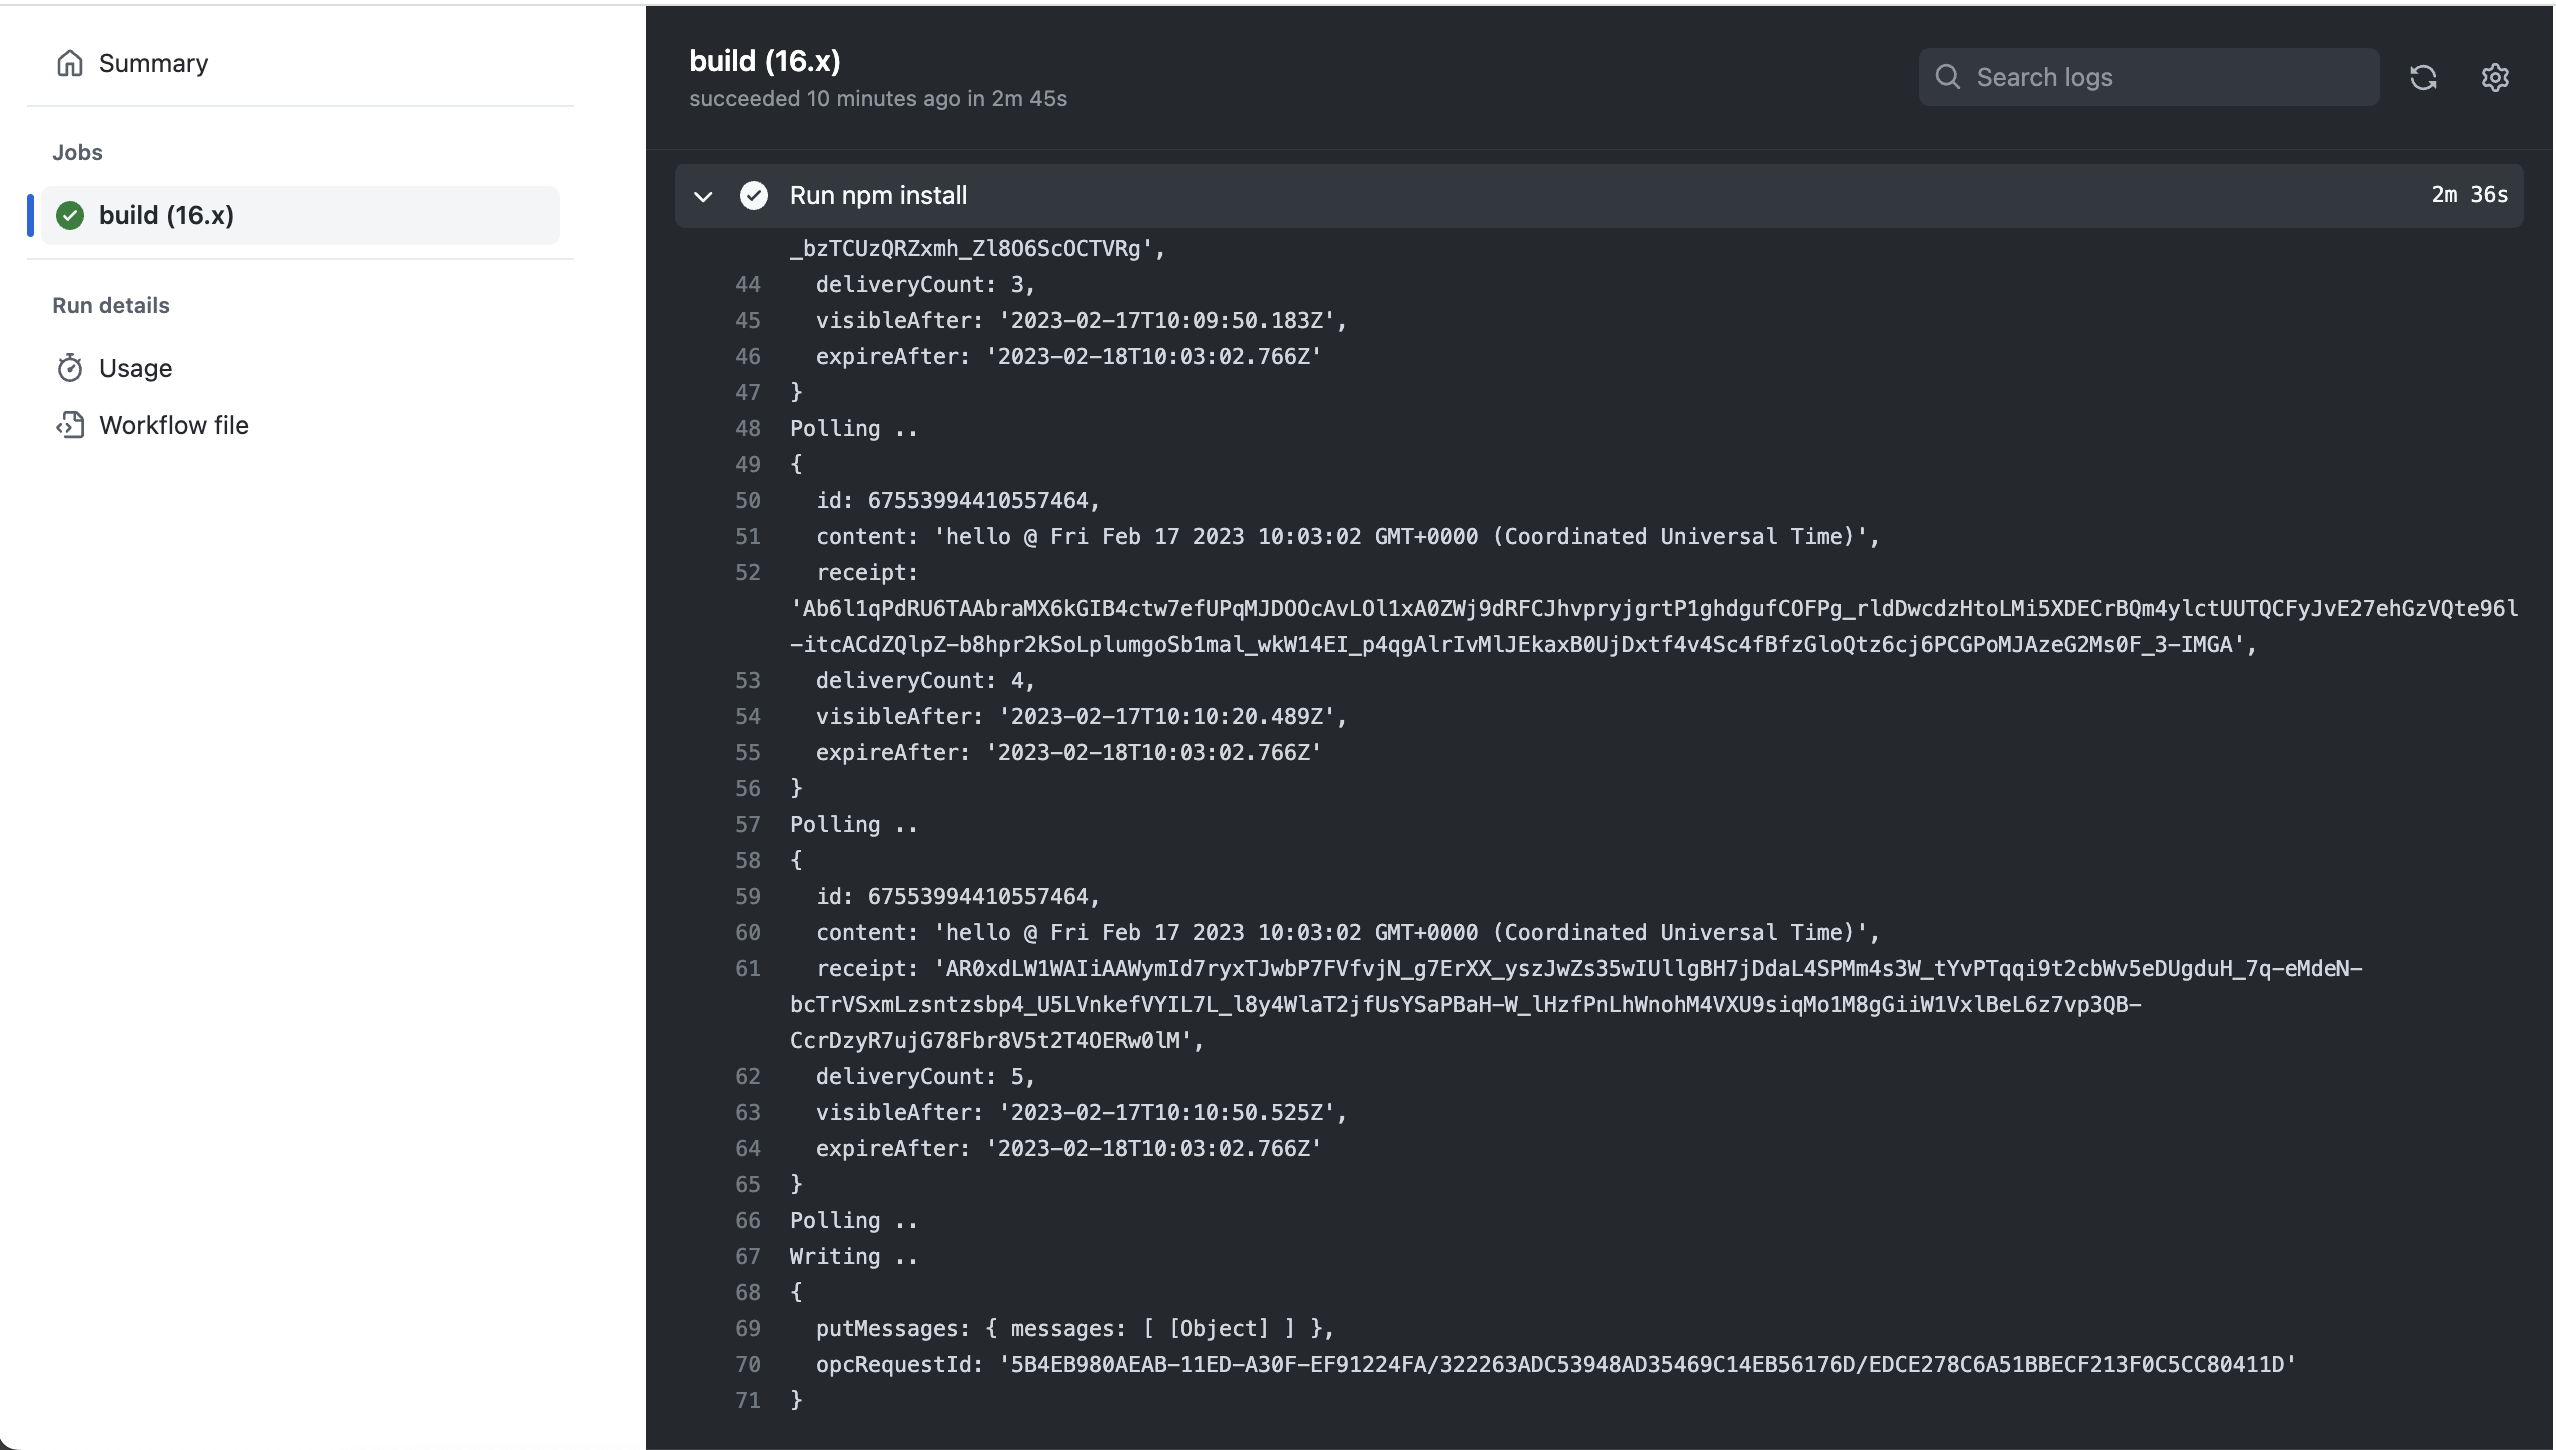 Summary
Jobs
build (16.x)
Run details
Usage
Workflow file
build (16.x)
succeeded 10 minutes ago in 2m 45s
Search logs
Run npm install
2m 36s
_bzTCUzQRZxmh_Zl8O6ScOCTVRg',
44 deliveryCount: 3,
45 visibleAfter: '2023-02-17T10:09:50.183Z',
46 expireAfter: '2023-02-18T10:03:02.766Z'
47 }
48 Polling ..
49 {
50 id: 67553994410557464,
51 content: 'hello @ Fri Feb 17 2023 10:03:02 GMT+0000 (Coordinated Universal Time)',
52 receipt:
'Ab6l1qPdRU6TAAbraMX6kGIB4ctw7efUPqMJDOOcAvLOl1xA0ZWj9dRFCJhvpryjgrtP1ghdgufCOFPg_rldDwcdzHtoLMi5XDECrBQm4ylctUUTQCFyJvE27ehGzVQte96l
-itcACdZQlpZ-b8hpr2kSoLplumgoSb1mal_wkW14EI_p4qgAlrIvMlJEkaxB0UjDxtf4v4Sc4fBfzGloQtz6cj6PCGPoMJAzeG2Ms0F_3-IMGA',
53 deliveryCount: 4,
54 visibleAfter: '2023-02-17T10:10:20.489Z',
55 expireAfter: '2023-02-18T10:03:02.766Z'
56 }
57 Polling ..
58 {
59 id: 67553994410557464,
60 content: 'hello @ Fri Feb 17 2023 10:03:02 GMT+0000 (Coordinated Universal Time)',
61 receipt: 'AR0xdLW1WAIiAAWymId7ryxTJwbP7FVfvjN_g7ErXX_yszJwZs35wIUllgBH7jDdaL4SPMm4s3W_tYvPTqqi9t2cbWv5eDUgduH_7q-eMdeN-
bcTrVSxmLzsntzsbp4_U5LVnkefVYIL7L_l8y4WlaT2jfUsYSaPBaH-W_lHzfPnLhWnohM4VXU9siqMo1M8gGiiW1VxlBeL6z7vp3QB-
CcrDzyR7ujG78Fbr8V5t2T4OERw0lM',
62 deliveryCount: 5,
63 visibleAfter: '2023-02-17T10:10:50.525Z',
64 expireAfter: '2023-02-18T10:03:02.766Z'
65 }
66 Polling ..
67 Writing ..
68 {
69 putMessages: { messages: [ [Object] ] },
70 opcRequestId: '5B4EB980AEAB-11ED-A30F-EF91224FA/322263ADC53948AD35469C14EB56176D/EDCE278C6A51BBECF213F0C5CC80411D'
71 }